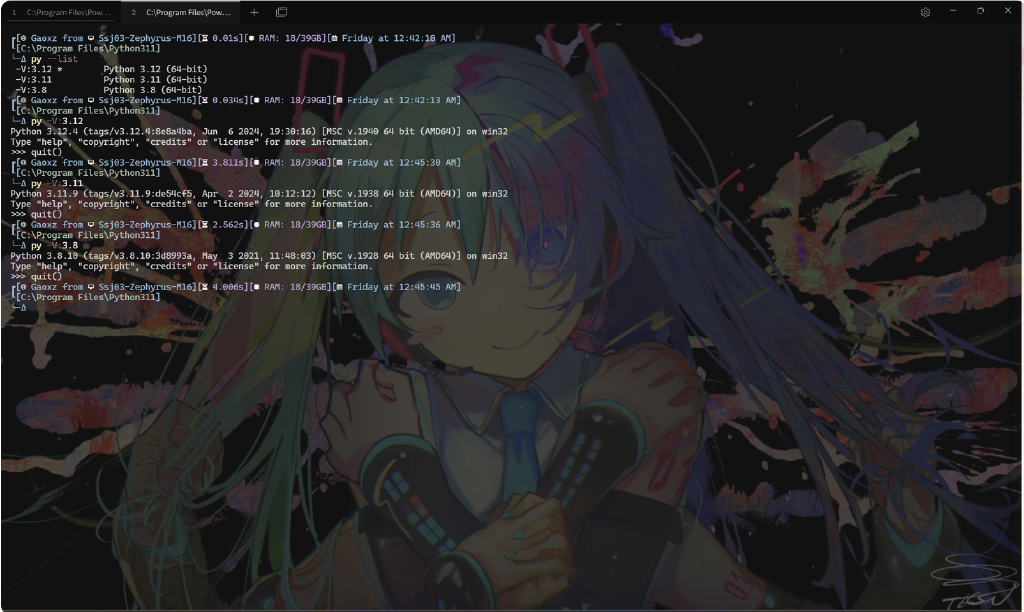 1 C:\Program Files\Pow... 2 C:\Program Files\Pow...
Gaoxz from Ssj03-Zephyrus-M16][ 0.01s][ RAM: 18/39GB][ Friday at 12:42:10 AM]
[C:\Program Files\Python311]
Δ py --list
-V:3.12 * Python 3.12 (64-bit)
-V:3.11 Python 3.11 (64-bit)
-V:3.8 Python 3.8 (64-bit)
Gaoxz from Ssj03-Zephyrus-M16][ 0.034s][ RAM: 18/39GB][ Friday at 12:42:13 AM]
[C:\Program Files\Python311]
Δ py -V:3.12
Python 3.12.4 (tags/v3.12.4:8e8a4ba, Jun 6 2024, 19:30:16) [MSC v.1940 64 bit (AMD64)] on win32
Type "help", "copyright", "credits" or "license" for more information.
>>> quit()
Gaoxz from Ssj03-Zephyrus-M16][ 3.811s][ RAM: 18/39GB][ Friday at 12:45:30 AM]
[C:\Program Files\Python311]
Δ py -V:3.11
Python 3.11.9 (tags/v3.11.9:de54cf5, Apr 2 2024, 10:12:12) [MSC v.1938 64 bit (AMD64)] on win32
Type "help", "copyright", "credits" or "license" for more information.
>>> quit()
Gaoxz from Ssj03-Zephyrus-M16][ 2.562s][ RAM: 18/39GB][ Friday at 12:45:36 AM]
[C:\Program Files\Python311]
Δ py -V:3.8
Python 3.8.10 (tags/v3.8.10:3d8993a, May 3 2021, 11:48:03) [MSC v.1928 64 bit (AMD64)] on win32
Type "help", "copyright", "credits" or "license" for more information.
>>> quit()
Gaoxz from Ssj03-Zephyrus-M16][ 4.006s][ RAM: 18/39GB][ Friday at 12:45:45 AM]
[C:\Program Files\Python311]
Δ
01